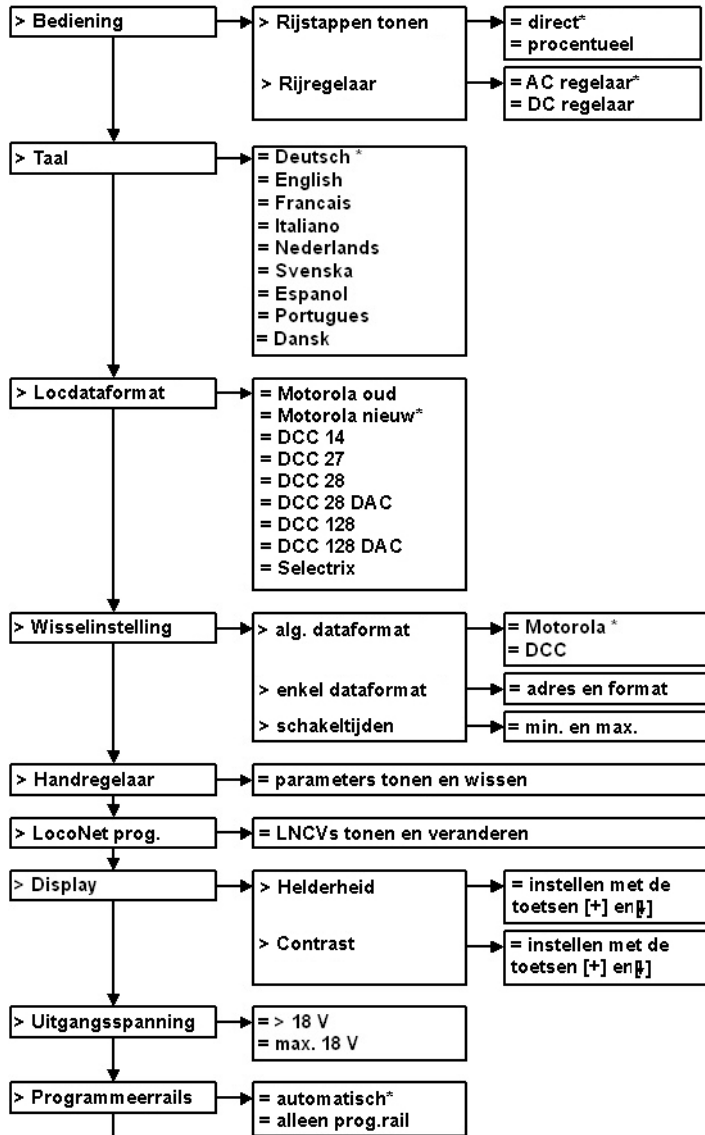 > Bediening
> Rijstappen tonen
= direct*
= procentueel
> Rijregelaar
= AC regelaar*
= DC regelaar
> Taal
= Deutsch *
= English
= Francais
= Italiano
= Nederlands
= Svenska
= Espanol
= Portugues
= Dansk
> Locdataformat
= Motorola oud
= Motorola nieuw*
= DCC 14
= DCC 27
= DCC 28
= DCC 28 DAC
= DCC 128
= DCC 128 DAC
= Selectrix
> Wisselinstelling
> alg. dataformat
= Motorola *
= DCC
> enkel dataformat
= adres en format
> schakeltijden
= min. en max.
> Handregelaar
= parameters tonen en wissen
> LocoNet prog.
= LNCVs tonen en veranderen
> Display
> Helderheid
= instellen met de
toetsen [+] en
> Contrast
= instellen met de
toetsen [+] en
> Uitgangsspanning
= > 18 V
= max. 18 V
> Programmeerrails
= automatisch*
= alleen prog.rail